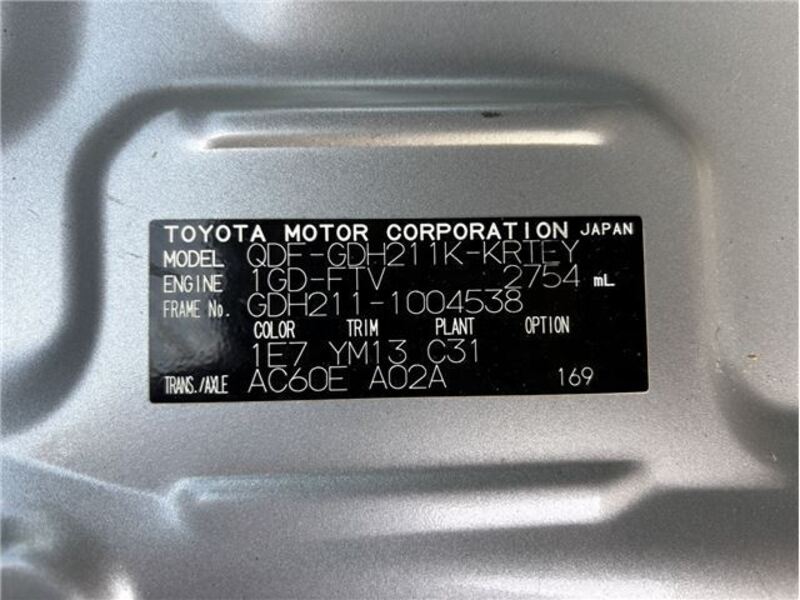 TOYOTA MOTOR CORPORATION JAPAN
MODEL QDF-GDH211K-KRTEY
ENGINE 1GD-FTV 2754 mL
FRAME No. GDH211-1004538
COLOR TRIM PLANT OPTION
1E7 YM13 C31
TRANS./AXLE AC60E A02A 169